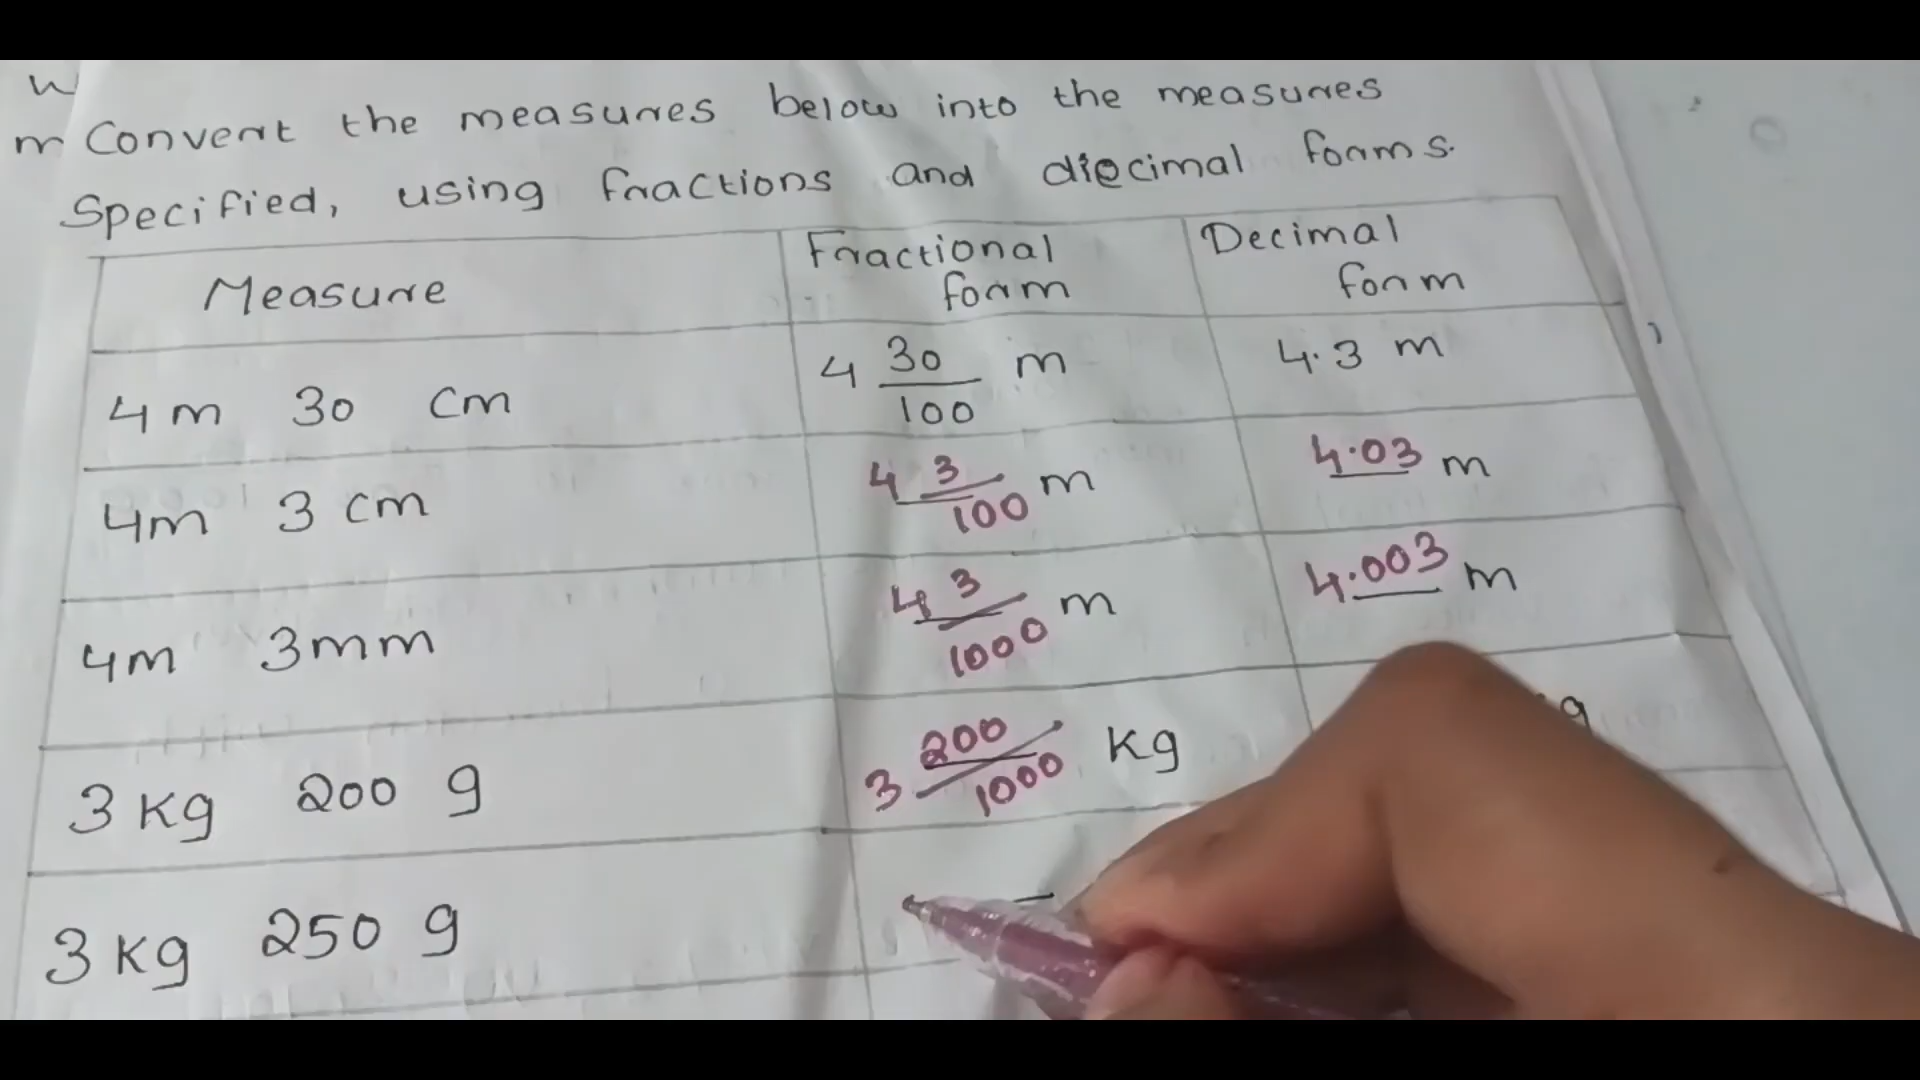 w
m Convert the measures below into the measures
Specified, using fractions and diecimal forms.
Measure Fractional form Decimal form
4 m 30 cm 4 30/100 m 4.3 m
4m 3 cm 4 3/100 m 4.03 m
4m 3mm 4 3/1000 m 4.003 m
3 kg 200 g 3 200/1000 kg g
3 kg 250 g